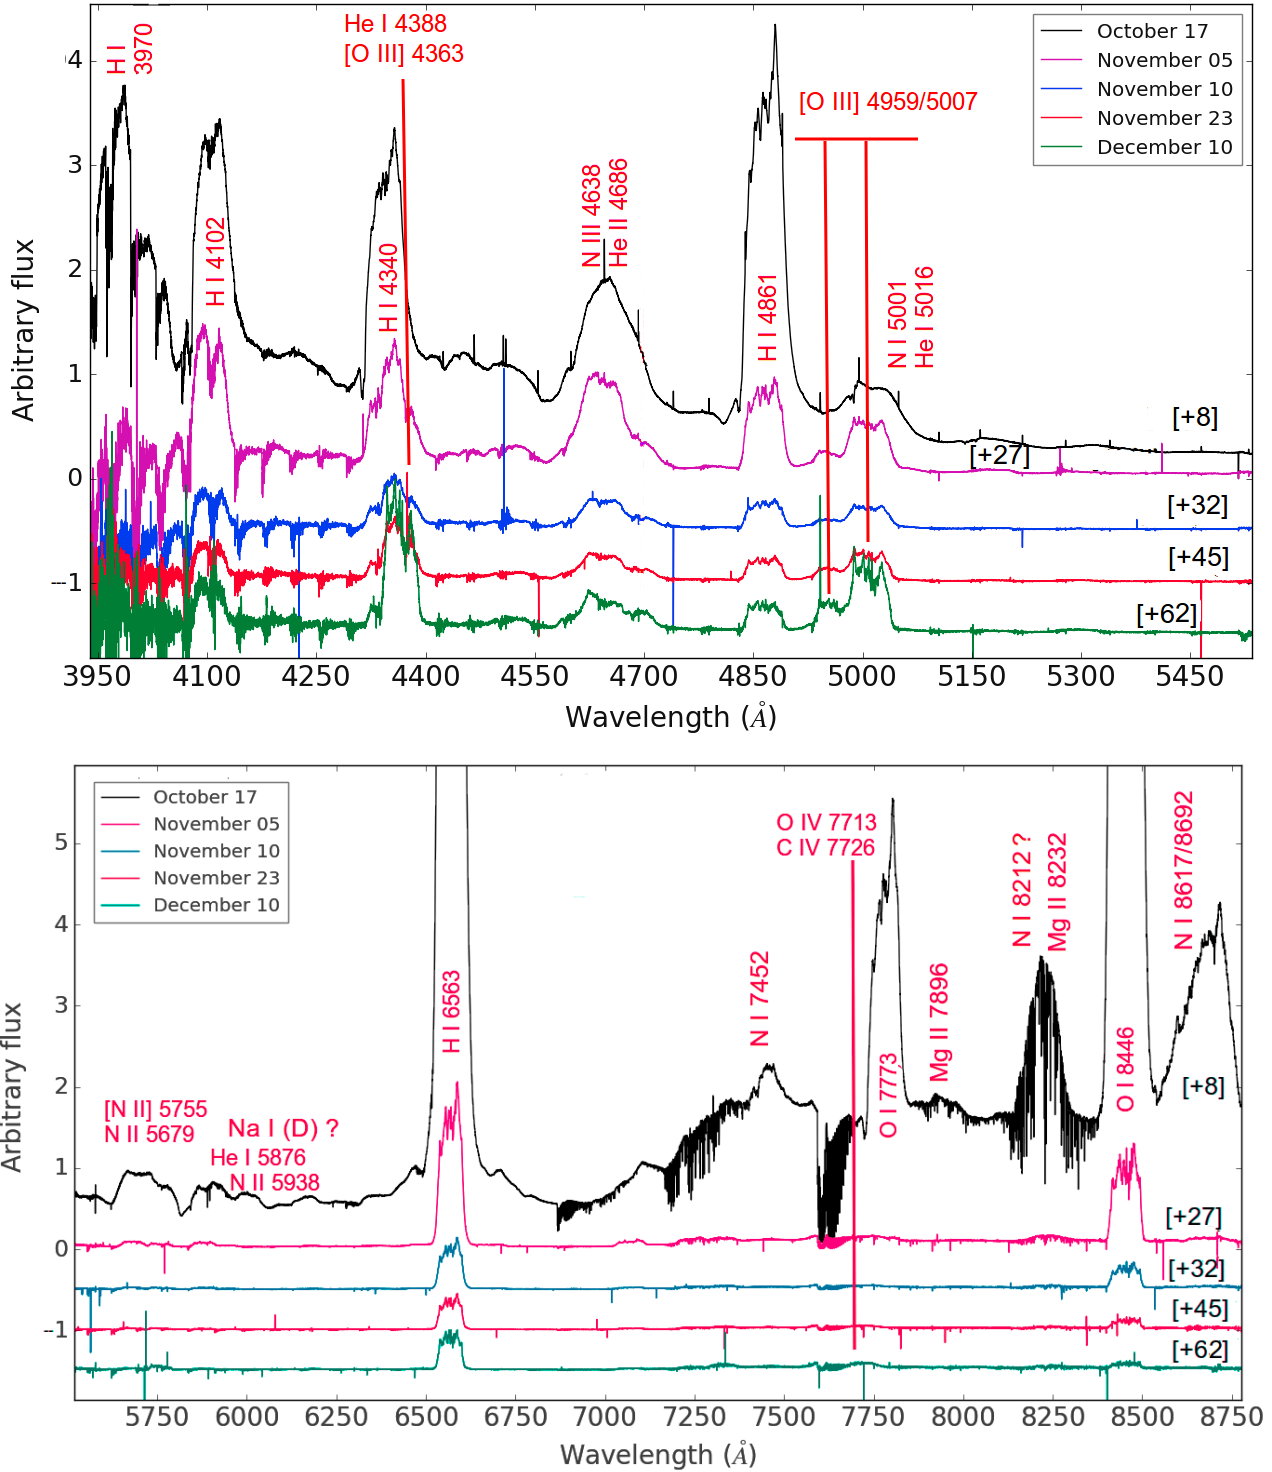 H I
3970
He I 4388
[O III] 4363
October 17
November 05
November 10
November 23
December 10
[O III] 4959/5007
N III 4638
He II 4686
H I 4102
H I 4340
H I 4861
N I 5001
He I 5016
[+8]
[+27]
[+32]
[+45]
[+62]
4
3
2
1
0
--1
Arbitrary flux
3950 4100 4250 4400 4550 4700 4850 5000 5150 5300 5450
Wavelength (Å)
October 17
November 05
November 10
November 23
December 10
O IV 7713
C IV 7726
N I 8212 ?
Mg II 8232
N I 8617/8692
H I 6563
N I 7452
Mg II 7896
O I 7773
O I 8446
[N II] 5755
N II 5679
Na I (D) ?
He I 5876
N II 5938
[+8]
[+27]
[+32]
[+45]
[+62]
5
4
3
2
1
0
--1
Arbitrary flux
5750 6000 6250 6500 6750 7000 7250 7500 7750 8000 8250 8500 8750
Wavelength (Å)